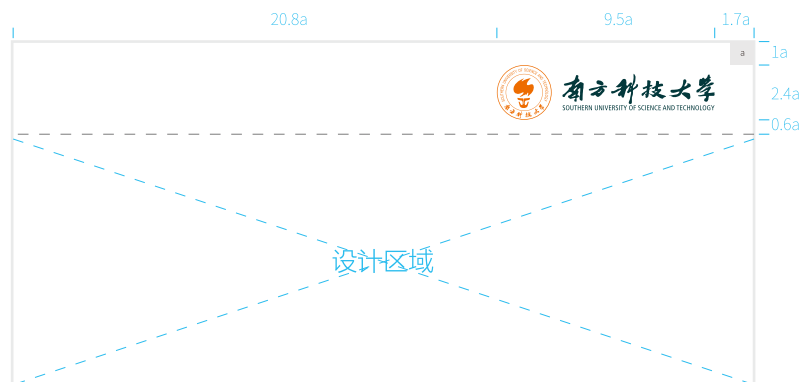 20.8a 9.5a 1.7a
a
1a
南方科技大学
SOUTHERN UNIVERSITY OF SCIENCE AND TECHNOLOGY
2.4a
0.6a
设计区域